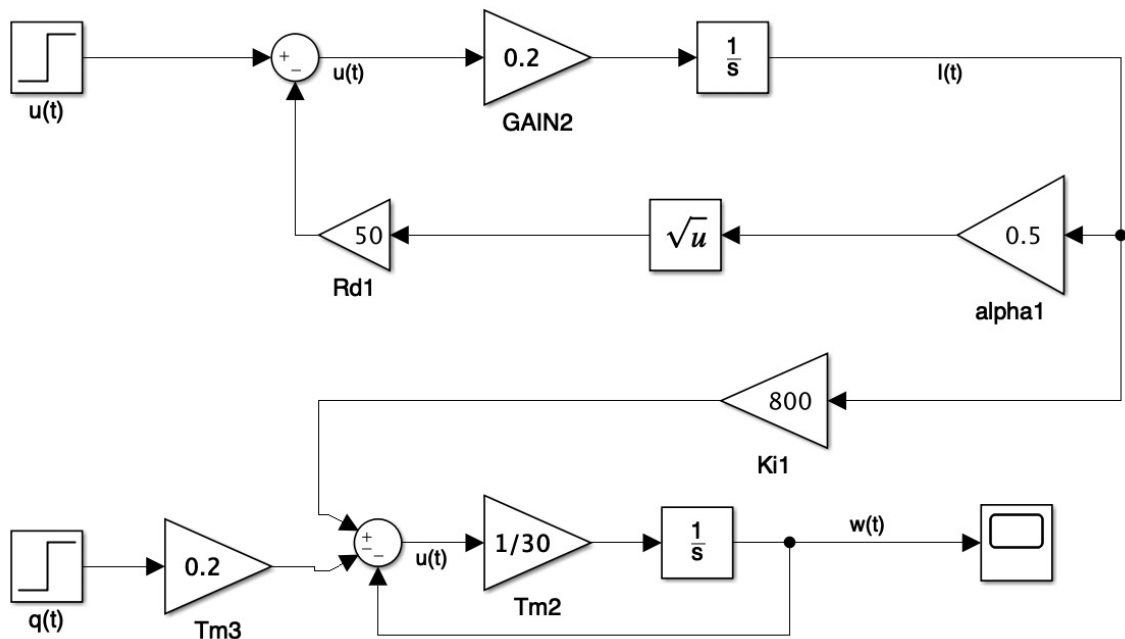 +
−
u(t)
0.2
1
s
l(t)
u(t)
GAIN2
50
√u
0.5
Rd1
alpha1
800
Ki1
+
−
−
u(t)
0.2
1/30
1
s
w(t)
q(t)
Tm3
Tm2